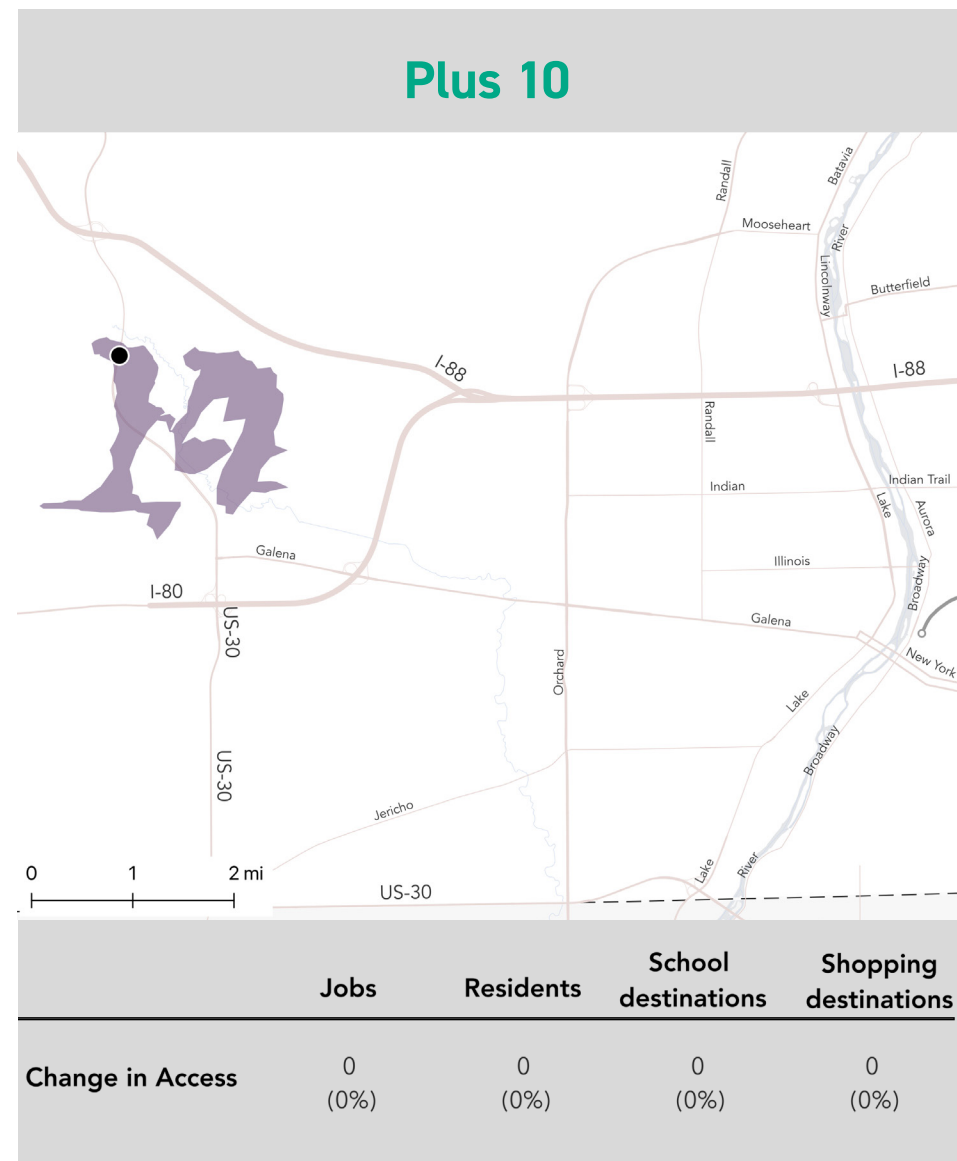 Plus 10
Randall
Batavia
Mooseheart
River
Lincolnway
Butterfield
I-88
I-88
Randall
Indian
Indian Trail
Lake
Aurora
Galena
Illinois
Broadway
I-80
US-30
Galena
New York
Orchard
Lake
Broadway
US-30
Jericho
0 1 2 mi
Lake
River
US-30
Jobs
Residents
School
destinations
Shopping
destinations
Change in Access
0
(0%)
0
(0%)
0
(0%)
0
(0%)